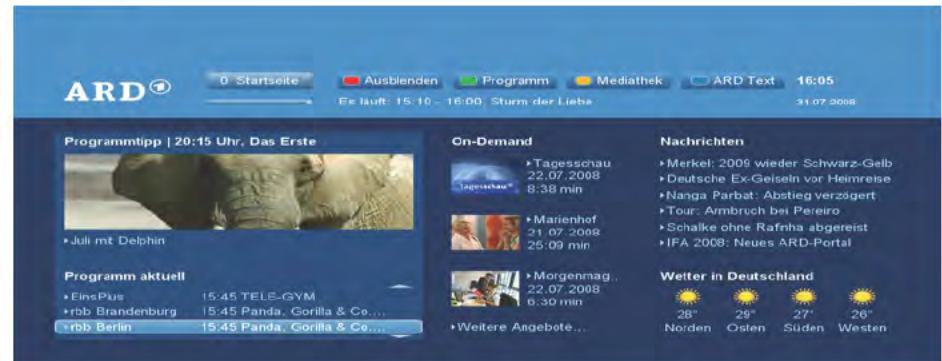 ARD
0 Startseite
Ausblenden Programm Mediathek ARD Text 16:05
Es läuft: 15:10 - 16:00, Sturm der Liebe 31.07.2008
Programmtipp | 20:15 Uhr, Das Erste
Juli mit Delphin
Programm aktuell
EinsPlus 15:45 TELE-GYM
rbb Brandenburg 15:45 Panda, Gorilla & Co....
rbb Berlin 15:45 Panda, Gorilla & Co....
On-Demand
Tagesschau
Tagesschau
22.07.2008
8:38 min
Marienhof
21.07.2008
25:09 min
Morgenmag..
22.07.2008
6:30 min
Weitere Angebote...
Nachrichten
Merkel: 2009 wieder Schwarz-Gelb
Deutsche Ex-Geiseln vor Heimreise
Nanga Parbat: Abstieg verzögert
Tour: Armbruch bei Pereiro
Schalke ohne Rafnha abgereist
IFA 2008: Neues ARD-Portal
Wetter in Deutschland
28° 29° 27° 26°
Norden Osten Süden Westen